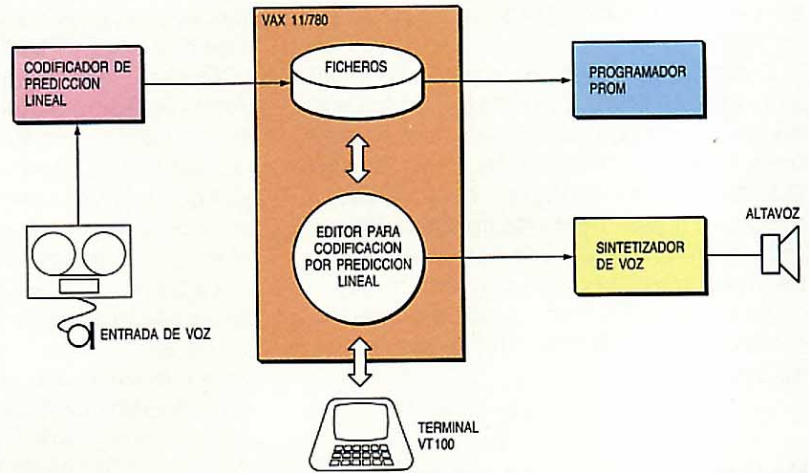 VAX 11/780
CODIFICADOR DE
PREDICCION
LINEAL
FICHEROS
PROGRAMADOR
PROM
EDITOR PARA
CODIFICACION
POR PREDICCION
LINEAL
SINTETIZADOR
DE VOZ
ALTAVOZ
ENTRADA DE VOZ
TERMINAL
VT100